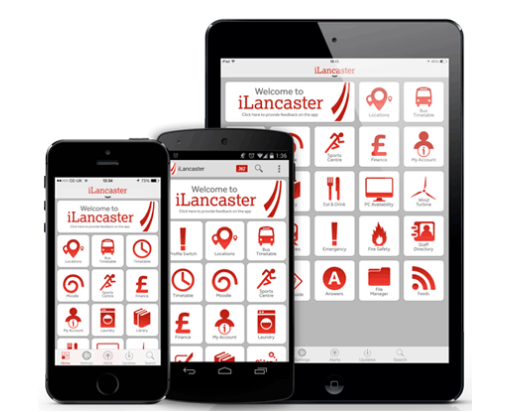 iPad
iLancaster
Welcome to
iLancaster
Click here to provide feedback on the app
Locations
Bus
Timetable
Sports
Centre
Finance
My Account
Eat & Drink
PC Availability
Wind
Turbine
Emergency
Fire Safety
Staff
Directory
Answers
File
Manager
Feeds
Search
iLancaster
Welcome to
iLancaster
Click here to provide feedback on the app
Locations
Bus
Timetable
Timetable
Moodle
Sports
Centre
Finance
My Account
Laundry
Library
Search
1:36
iLancaster
Welcome to
iLancaster
Click here to provide feedback on the app
Profile Switch
Locations
Bus
Timetable
Timetable
Moodle
Sports
Centre
Finance
My Account
Laundry